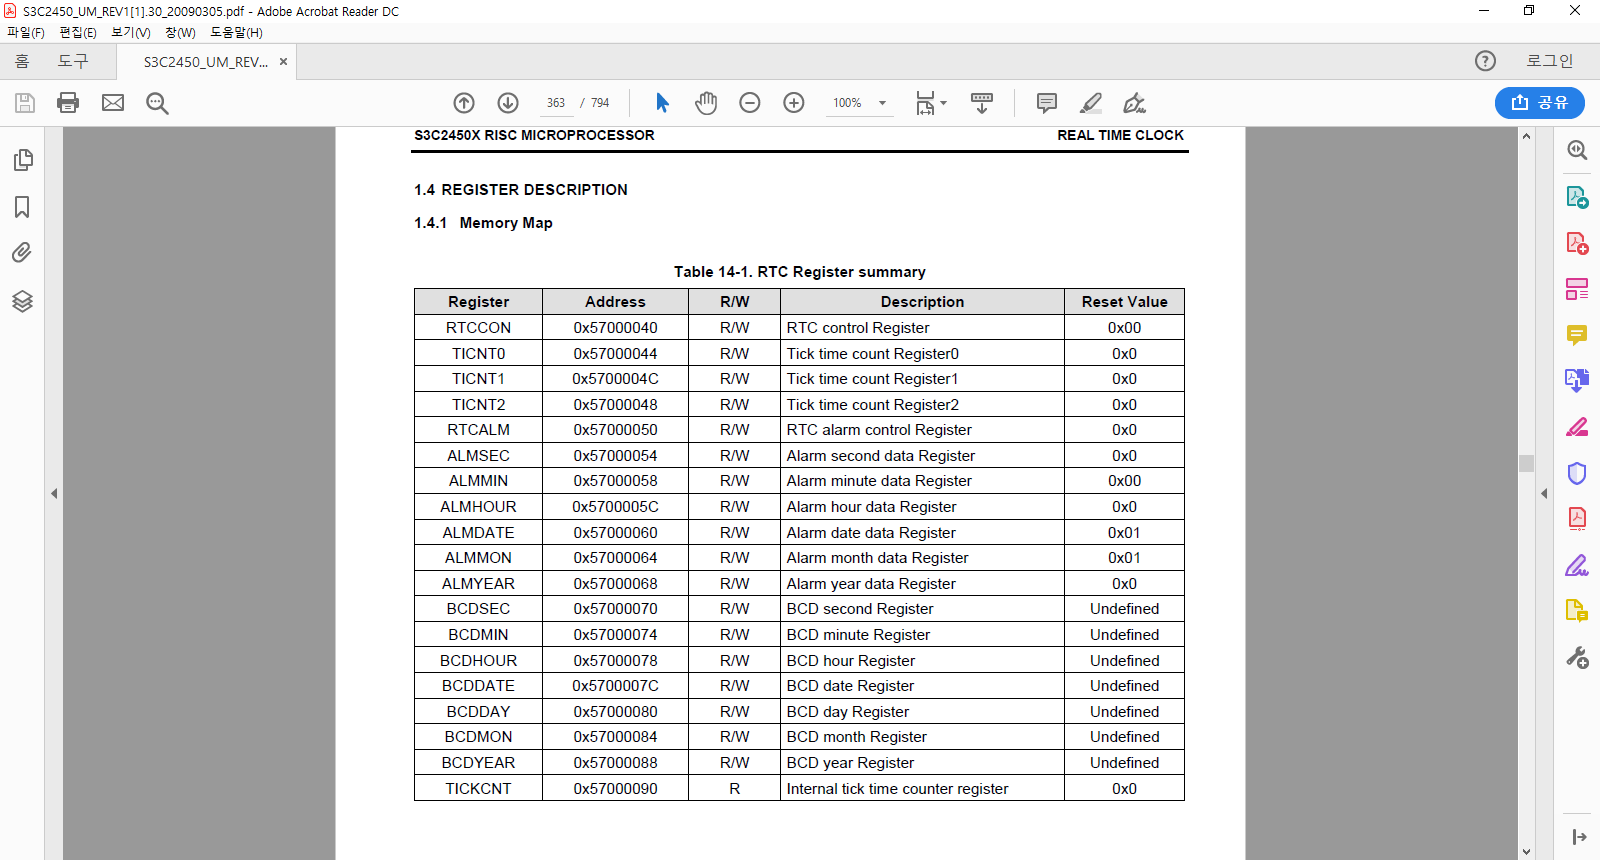 S3C2450_UM_REV1[1].30_20090305.pdf - Adobe Acrobat Reader DC
파일(F) 편집(E) 보기(V) 창(W) 도움말(H)
홈 도구 S3C2450_UM_REV... × 로그인
363 / 794 100% 공유
S3C2450X RISC MICROPROCESSOR REAL TIME CLOCK
1.4 REGISTER DESCRIPTION
1.4.1 Memory Map
Table 14-1. RTC Register summary
Register Address R/W Description Reset Value
RTCCON 0x57000040 R/W RTC control Register 0x00
TICNT0 0x57000044 R/W Tick time count Register0 0x0
TICNT1 0x5700004C R/W Tick time count Register1 0x0
TICNT2 0x57000048 R/W Tick time count Register2 0x0
RTCALM 0x57000050 R/W RTC alarm control Register 0x0
ALMSEC 0x57000054 R/W Alarm second data Register 0x0
ALMMIN 0x57000058 R/W Alarm minute data Register 0x00
ALMHOUR 0x5700005C R/W Alarm hour data Register 0x0
ALMDATE 0x57000060 R/W Alarm date data Register 0x01
ALMMON 0x57000064 R/W Alarm month data Register 0x01
ALMYEAR 0x57000068 R/W Alarm year data Register 0x0
BCDSEC 0x57000070 R/W BCD second Register Undefined
BCDMIN 0x57000074 R/W BCD minute Register Undefined
BCDHOUR 0x57000078 R/W BCD hour Register Undefined
BCDDATE 0x5700007C R/W BCD date Register Undefined
BCDDAY 0x57000080 R/W BCD day Register Undefined
BCDMON 0x57000084 R/W BCD month Register Undefined
BCDYEAR 0x57000088 R/W BCD year Register Undefined
TICKCNT 0x57000090 R Internal tick time counter register 0x0